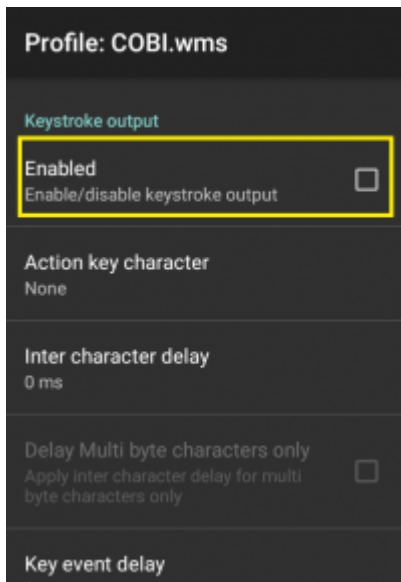 Profile: COBI.wms
Keystroke output
Enabled
Enable/disable keystroke output
Action key character
None
Inter character delay
0 ms
Delay Multi byte characters only
Apply inter character delay for multi
byte characters only
Key event delay